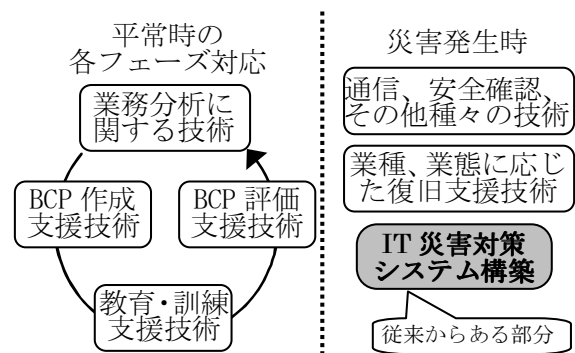 平常時の
各フェーズ対応
業務分析に
関する技術
BCP 作成
支援技術
BCP 評価
支援技術
教育・訓練
支援技術
災害発生時
通信、安全確認、
その他種々の技術
業種、業態に応じ
た復旧支援技術
IT 災害対策
システム構築
従来からある部分